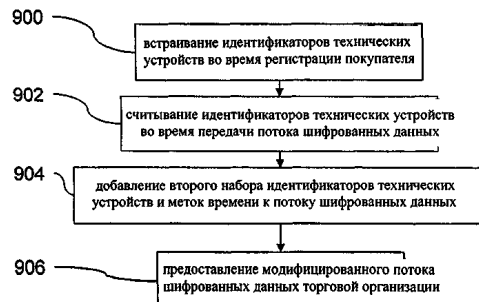 900
встраивание идентификаторов технических
устройств во время регистрации покупателя
902
считывание идентификаторов технических устройств
во время передачи потока шифрованных данных
904
добавление второго набора идентификаторов технических
устройств и меток времени к потоку шифрованных данных
906
предоставление модифицированного потока
шифрованных данных торговой организации